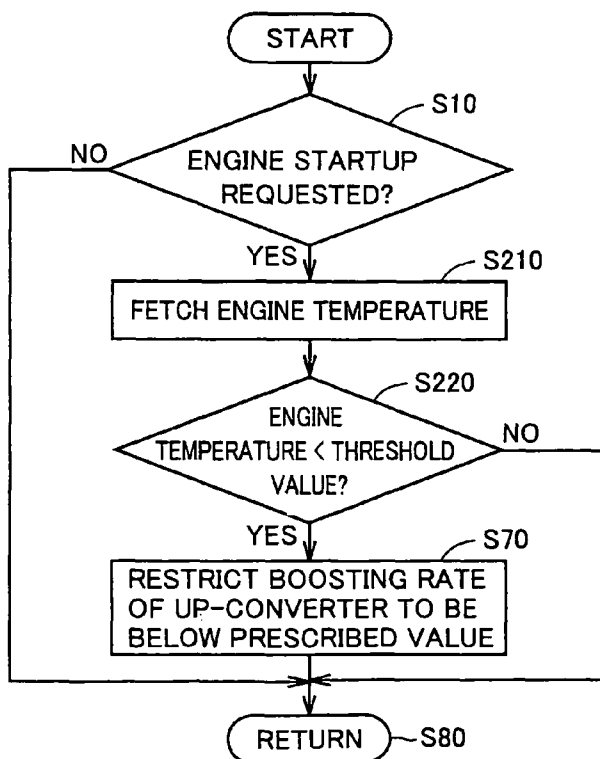 START
S10
NO
ENGINE STARTUP
REQUESTED?
YES
S210
FETCH ENGINE TEMPERATURE
S220
ENGINE
TEMPERATURE < THRESHOLD
VALUE?
NO
YES
S70
RESTRICT BOOSTING RATE
OF UP-CONVERTER TO BE
BELOW PRESCRIBED VALUE
RETURN
S80